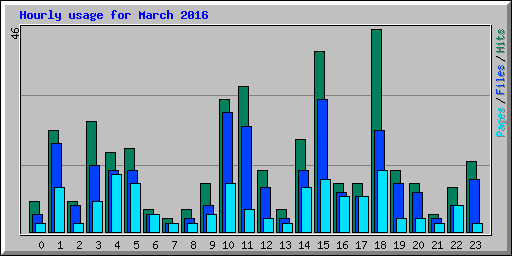 Hourly usage for March 2016
46
Pages/Files/Hits
0 1 2 3 4 5 6 7 8 9 10 11 12 13 14 15 16 17 18 19 20 21 22 23